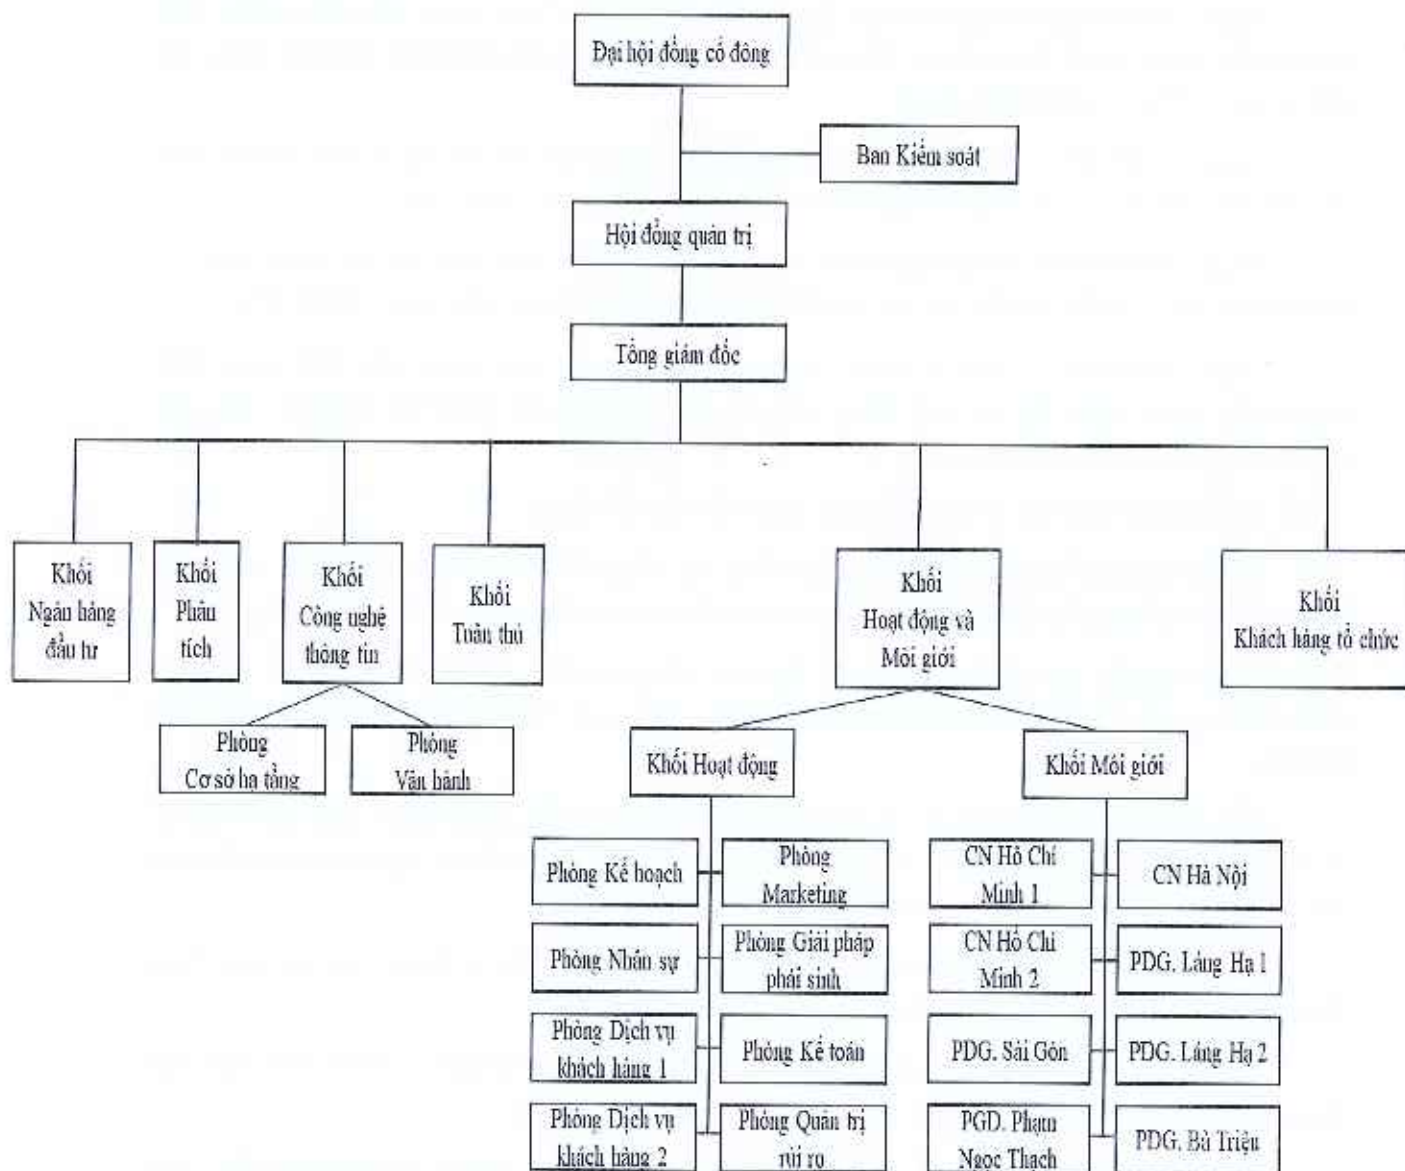 Đại hội đồng cổ đông
Ban Kiểm soát
Hội đồng quản trị
Tổng giám đốc
Khối
Ngân hàng
đầu tư
Khối
Phân
tích
Khối
Công nghệ
thông tin
Khối
Tuân thủ
Khối
Hoạt động và
Môi giới
Khối
Khách hàng tổ chức
Phòng
Cơ sở hạ tầng
Phòng
Vận hành
Khối Hoạt động
Khối Môi giới
Phòng Kế hoạch
Phòng
Marketing
Phòng Nhân sự
Phòng Giải pháp
phái sinh
Phòng Dịch vụ
khách hàng 1
Phòng Kế toán
Phòng Dịch vụ
khách hàng 2
Phòng Quản trị
rủi ro
CN Hồ Chí
Minh 1
CN Hà Nội
CN Hồ Chí
Minh 2
PDG. Láng Hạ 1
PDG. Sài Gòn
PDG. Láng Hạ 2
PGD. Phạm
Ngọc Thạch
PDG. Bà Triệu